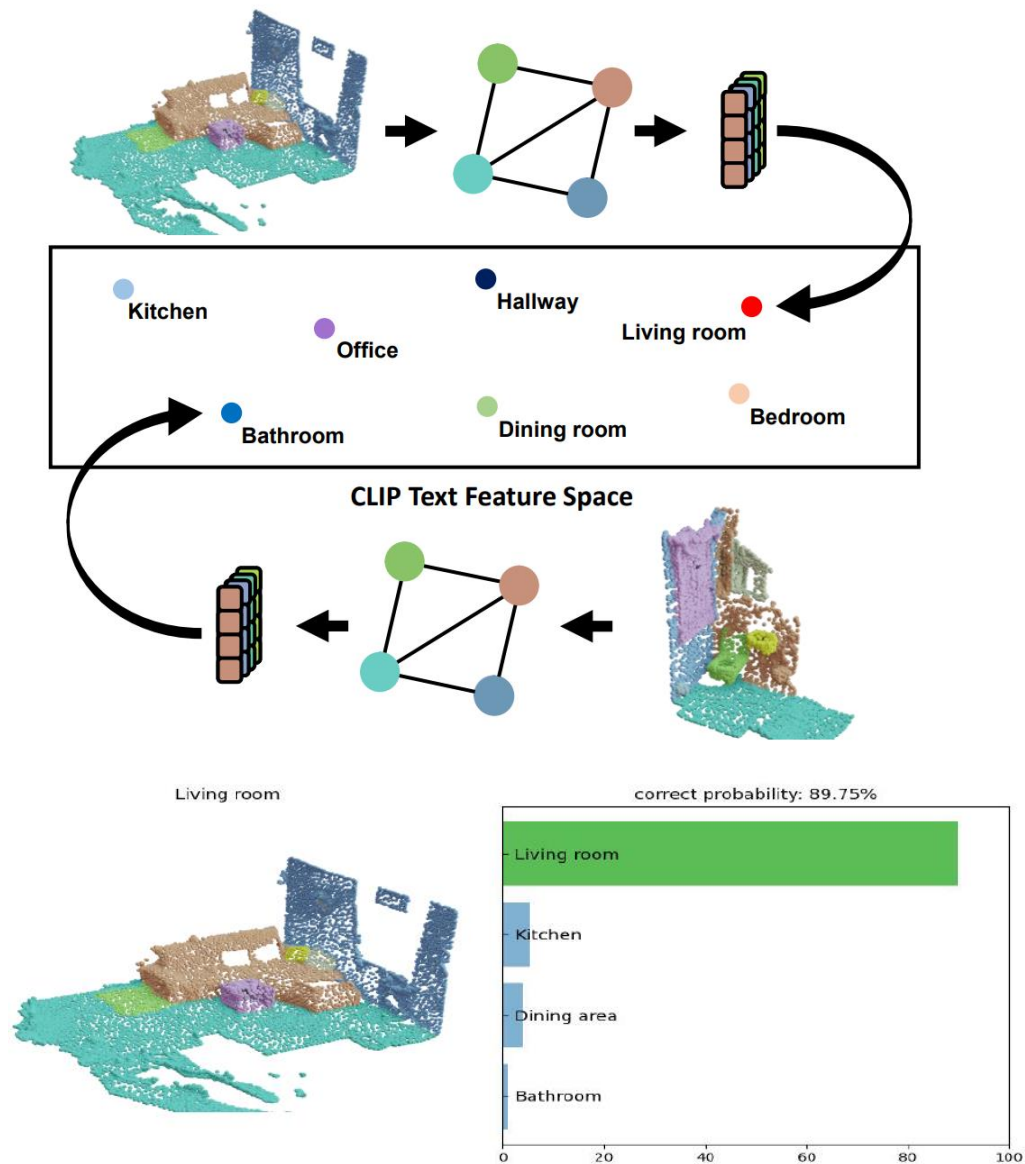 Kitchen
Hallway
Living room
Office
Bathroom
Dining room
Bedroom
CLIP Text Feature Space
Living room
correct probability: 89.75%
Living room
Kitchen
Dining area
Bathroom
0 20 40 60 80 100